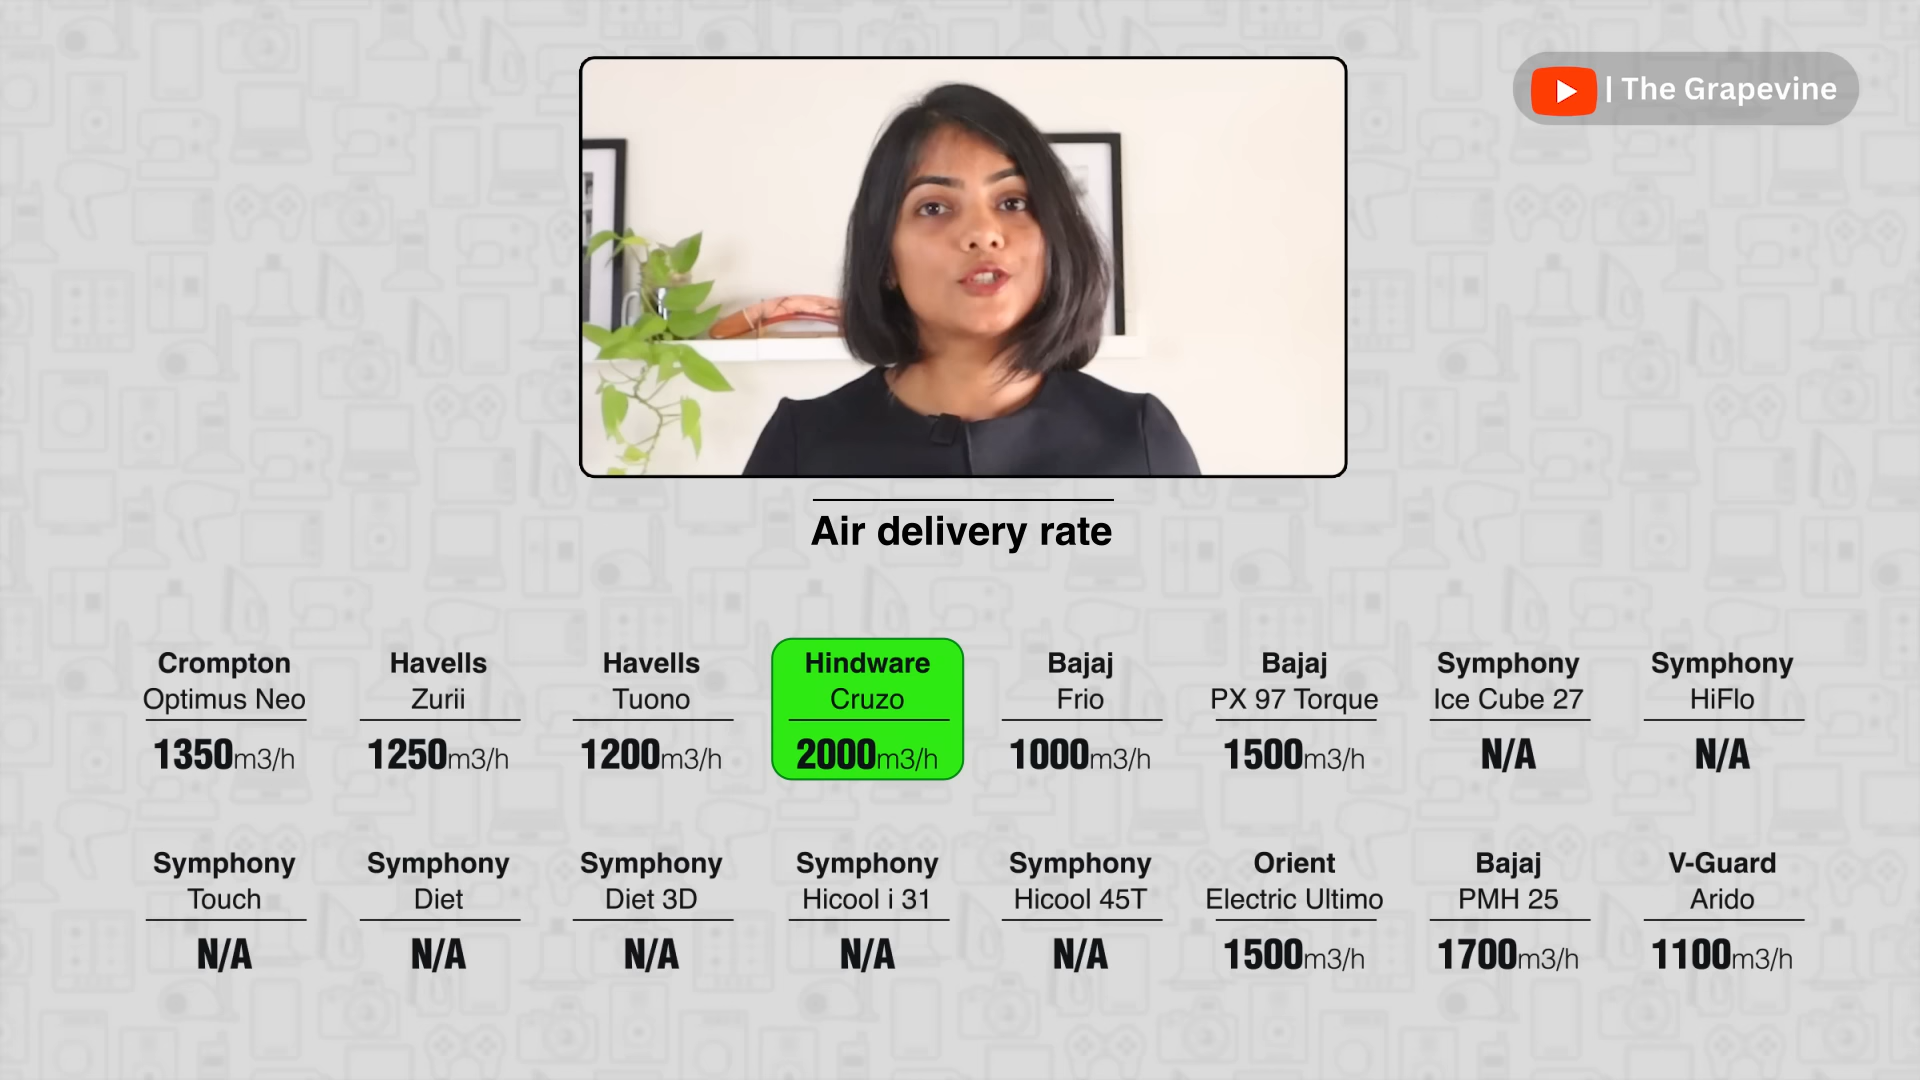 | The Grapevine
Air delivery rate
Crompton
Optimus Neo
1350m3/h
Havells
Zurii
1250m3/h
Havells
Tuono
1200m3/h
Hindware
Cruzo
2000m3/h
Bajaj
Frio
1000m3/h
Bajaj
PX 97 Torque
1500m3/h
Symphony
Ice Cube 27
N/A
Symphony
HiFlo
N/A
Symphony
Touch
N/A
Symphony
Diet
N/A
Symphony
Diet 3D
N/A
Symphony
Hicool i 31
N/A
Symphony
Hicool 45T
N/A
Orient
Electric Ultimo
1500m3/h
Bajaj
PMH 25
1700m3/h
V-Guard
Arido
1100m3/h